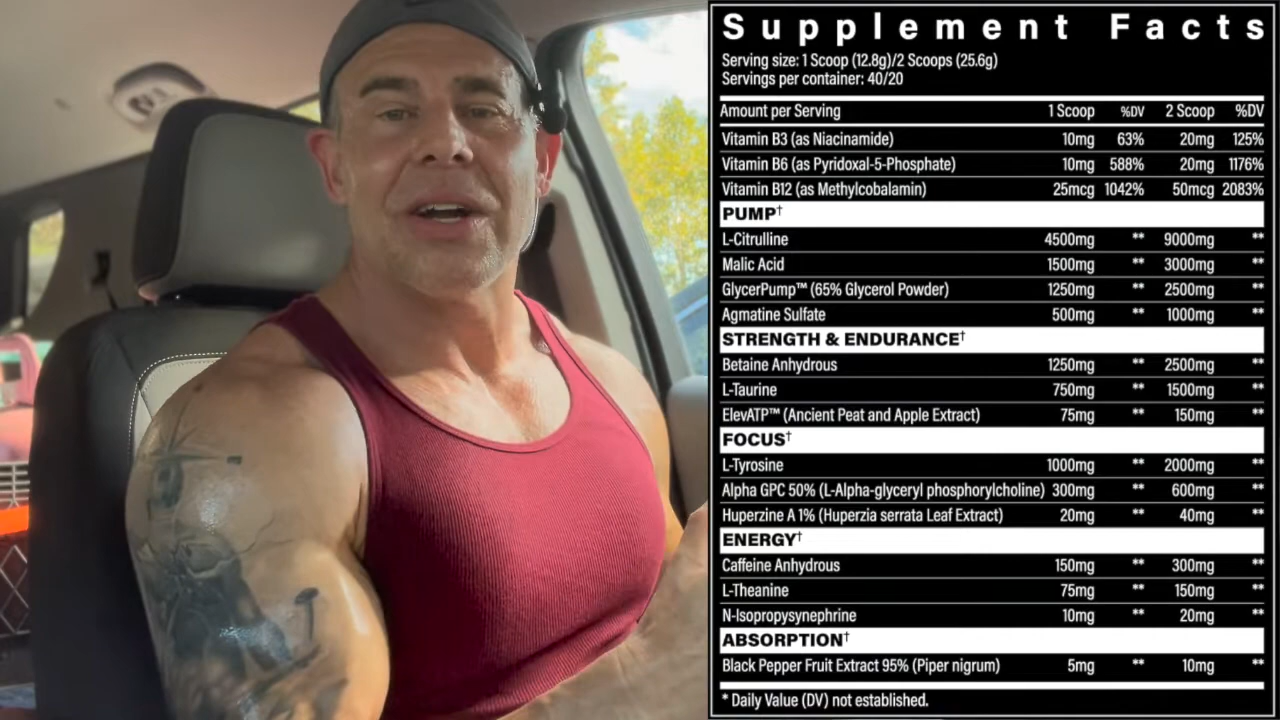 Supplement Facts
Serving size: 1 Scoop (12.8g)/2 Scoops (25.6g)
Servings per container: 40/20
Amount per Serving 1 Scoop %DV 2 Scoop %DV
Vitamin B3 (as Niacinamide) 10mg 63% 20mg 125%
Vitamin B6 (as Pyridoxal-5-Phosphate) 10mg 588% 20mg 1176%
Vitamin B12 (as Methylcobalamin) 25mcg 1042% 50mcg 2083%
PUMP†
L-Citrulline 4500mg ** 9000mg **
Malic Acid 1500mg ** 3000mg **
GlycerPump™ (65% Glycerol Powder) 1250mg ** 2500mg **
Agmatine Sulfate 500mg ** 1000mg **
STRENGTH & ENDURANCE†
Betaine Anhydrous 1250mg ** 2500mg **
L-Taurine 750mg ** 1500mg
ElevATP™ (Ancient Peat and Apple Extract) 75mg ** 150mg **
FOCUS†
L-Tyrosine 1000mg ** 2000mg **
Alpha GPC 50% (L-Alpha-glyceryl phosphorylcholine) 300mg ** 600mg **
Huperzine A 1% (Huperzia serrata Leaf Extract) 20mg ** 40mg **
ENERGY†
Caffeine Anhydrous 150mg ** 300mg **
L-Theanine 75mg ** 150mg **
N-Isopropysynephrine 10mg ** 20mg **
ABSORPTION†
Black Pepper Fruit Extract 95% (Piper nigrum) 5mg ** 10mg **
* Daily Value (DV) not established.